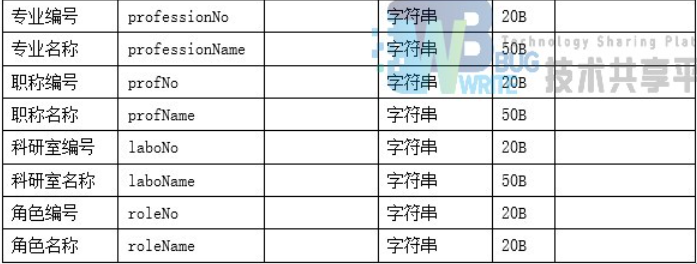 专业编号 professionNo 字符串 20B
专业名称 professionName 字符串 50B
职称编号 profNo 字符串 20B
职称名称 profName 字符串 50B
科研室编号 laboNo 字符串 20B
科研室名称 laboName 字符串 50B
角色编号 roleNo 字符串 20B
角色名称 roleName 字符串 20B
Technology Sharing Plat
BUG
WRITE
技术共享平